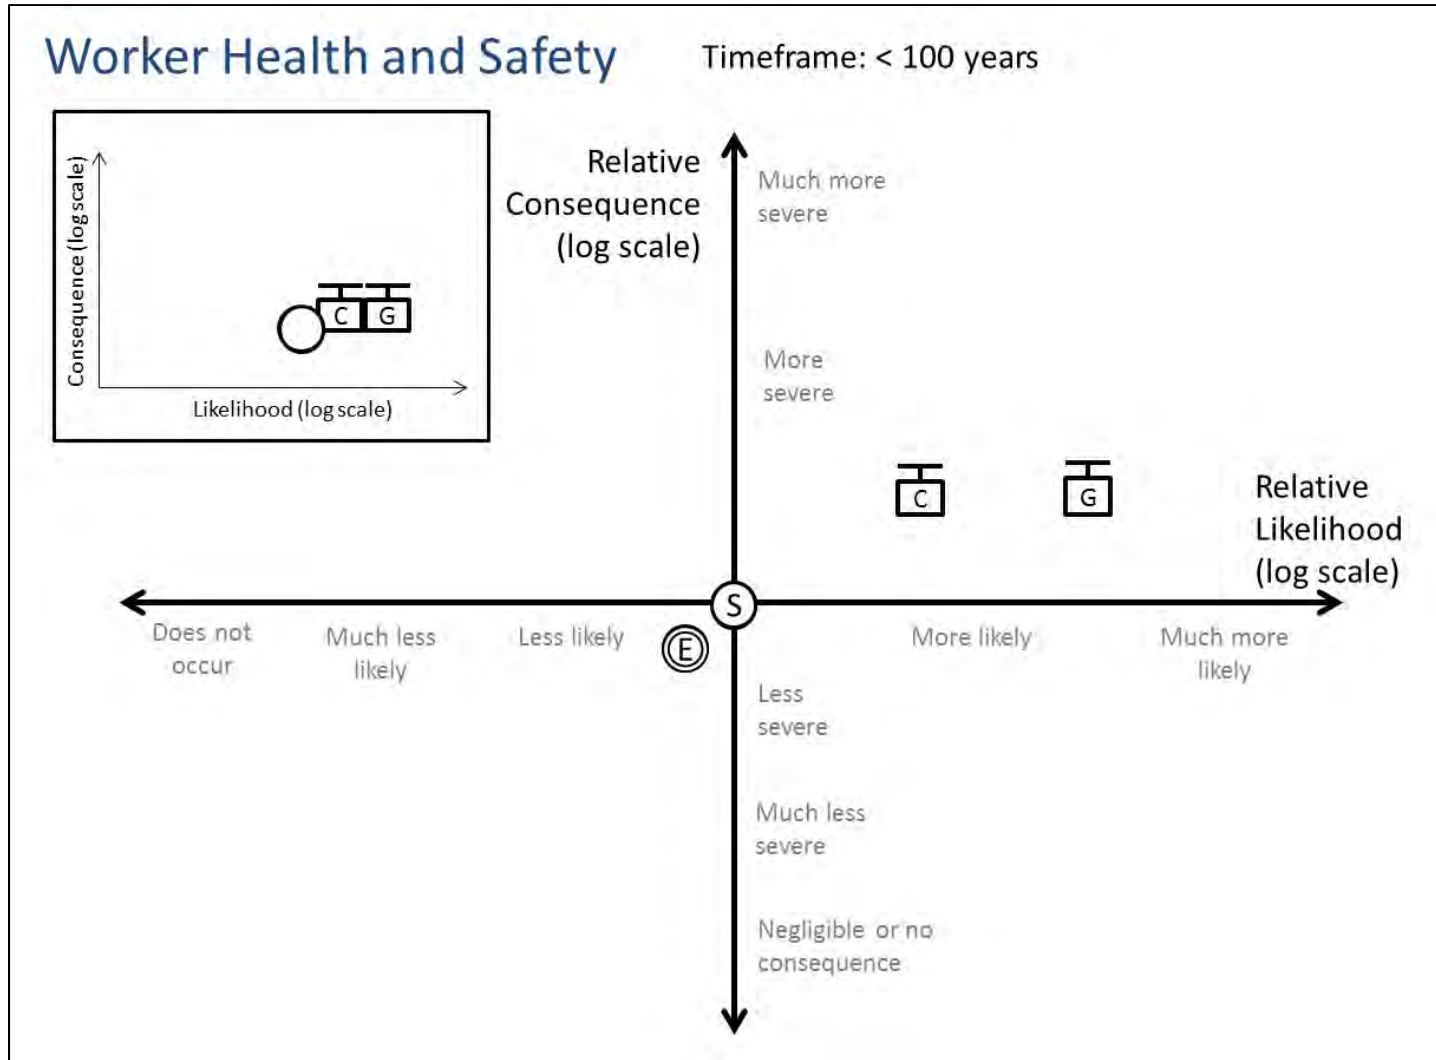 Worker Health and Safety
Timeframe: < 100 years
Consequence (log scale)
C
G
Likelihood (log scale)
Relative
Consequence
(log scale)
Much more
severe
More
severe
C
G
Relative
Likelihood
(log scale)
S
Does not
occur
Much less
likely
Less likely
E
More likely
Much more
likely
Less
severe
Much less
severe
Negligible or no
consequence